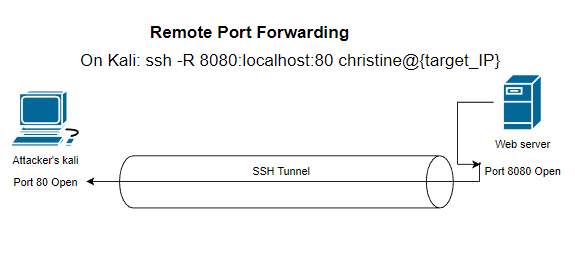 Remote Port Forwarding
On Kali: ssh -R 8080:localhost:80 christine@{target_IP}
Web server
Attacker's kali
SSH Tunnel
Port 8080 Open
Port 80 Open